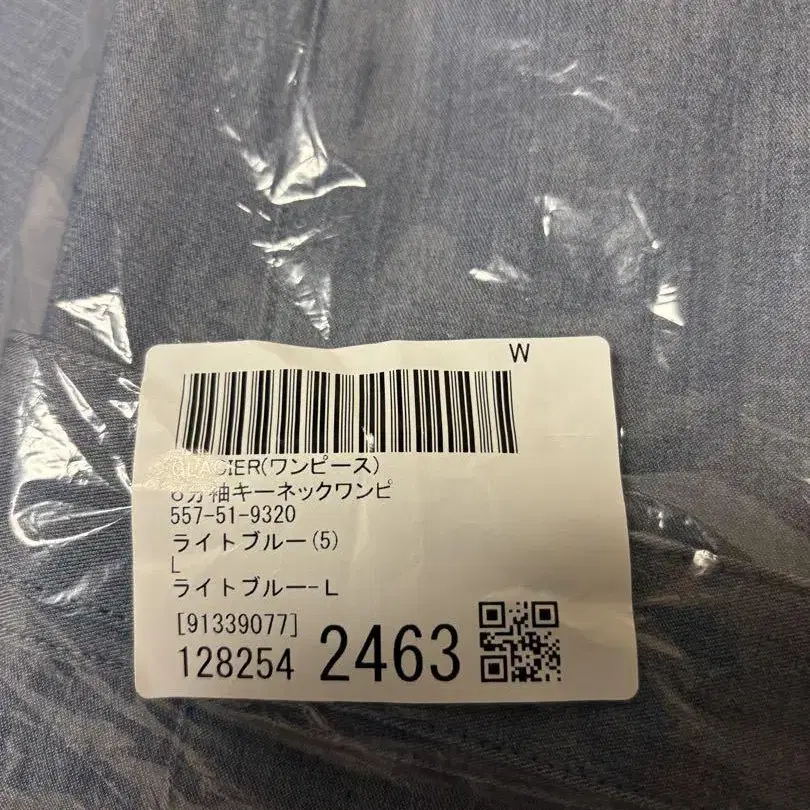 W
GLACIER(ワンピース)
6分袖キーネックワンピ
557-51-9320
ライトブルー(5)
L
ライトブルー-L
[91339077]
128254 2463